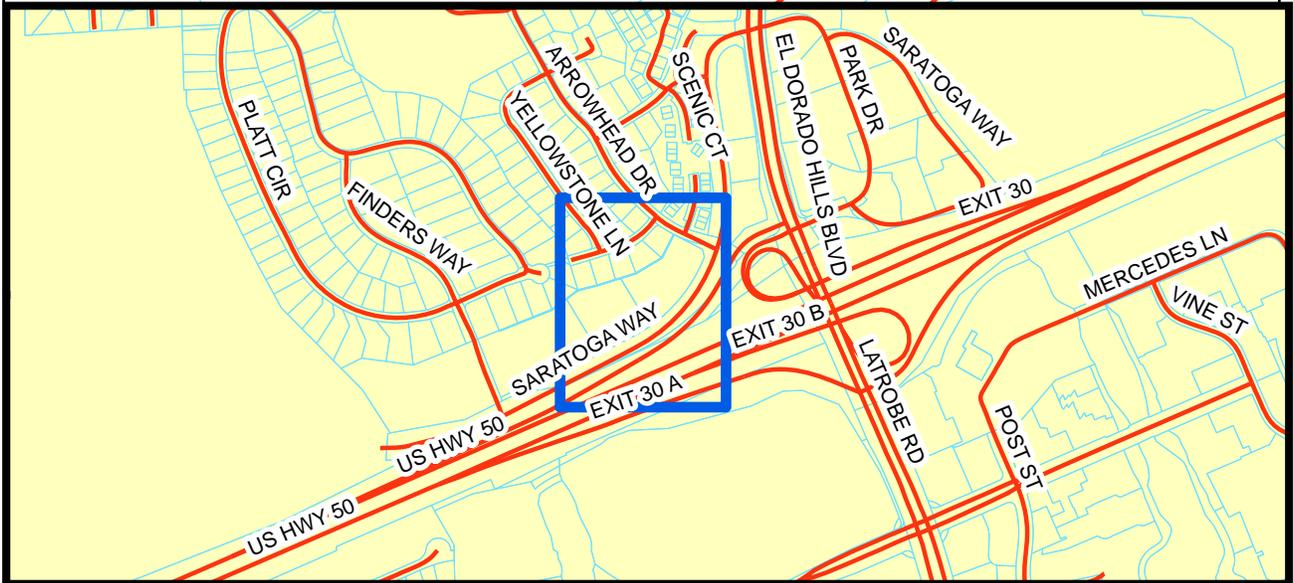 EL DORADO HILLS BLVD
SARATOGA WAY
PARK DR
ARROWHEAD DR
SCENIC CT
YELLOWSTONE LN
PLATT CIR
FINDERS WAY
EXIT 30
MERCEDES LN
VINE ST
SARATOGA WAY
EXIT 30 B
EXIT 30 A
LATROBE RD
POST ST
US HWY 50
US HWY 50